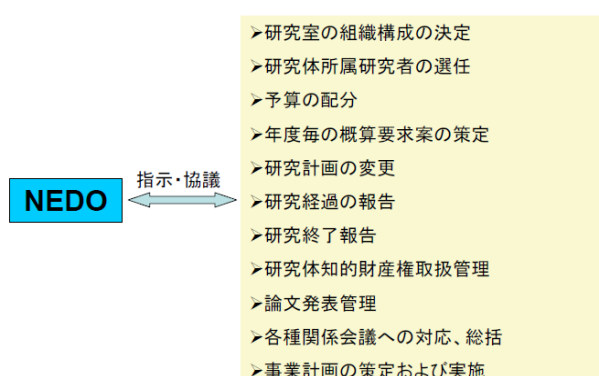 ➢研究室の組織構成の決定
➢研究体所属研究者の選任
➢予算の配分
➢年度毎の概算要求案の策定
➢研究計画の変更
指示・協議
NEDO
➢研究経過の報告
➢研究終了報告
➢研究体知的財産権取扱管理
➢論文発表管理
➢各種関係会議への対応、総括
➢事業計画の策定および実施